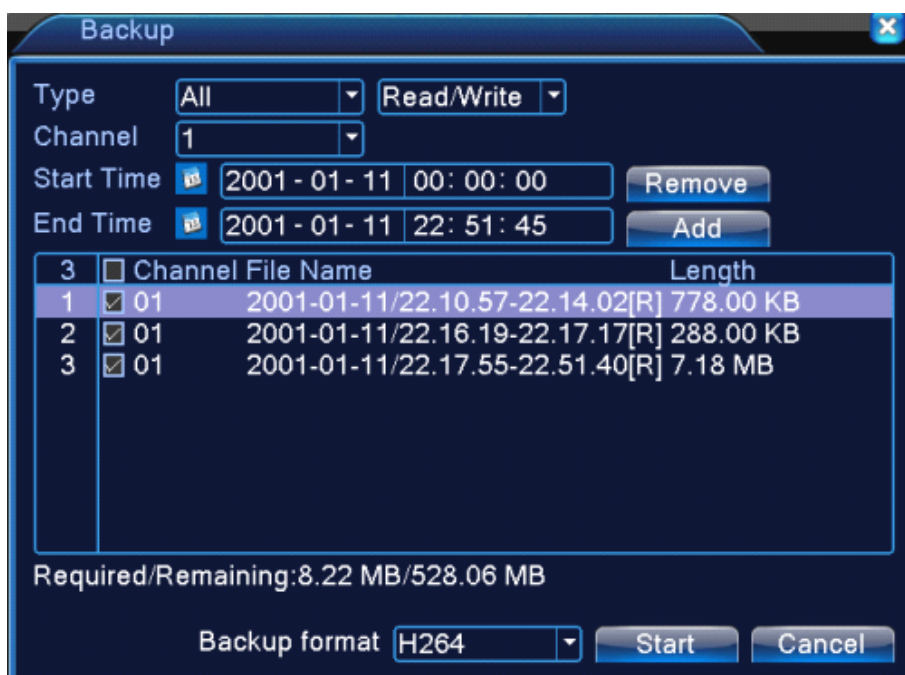 Backup
Type All Read/Write
Channel 1
Start Time 2001 - 01 - 11 00: 00: 00 Remove
End Time 2001 - 01 - 11 22: 51: 45 Add
3 Channel File Name Length
1 01 2001-01-11/22.10.57-22.14.02[R] 778.00 KB
2 01 2001-01-11/22.16.19-22.17.17[R] 288.00 KB
3 01 2001-01-11/22.17.55-22.51.40[R] 7.18 MB
Required/Remaining:8.22 MB/528.06 MB
Backup format H264 Start Cancel